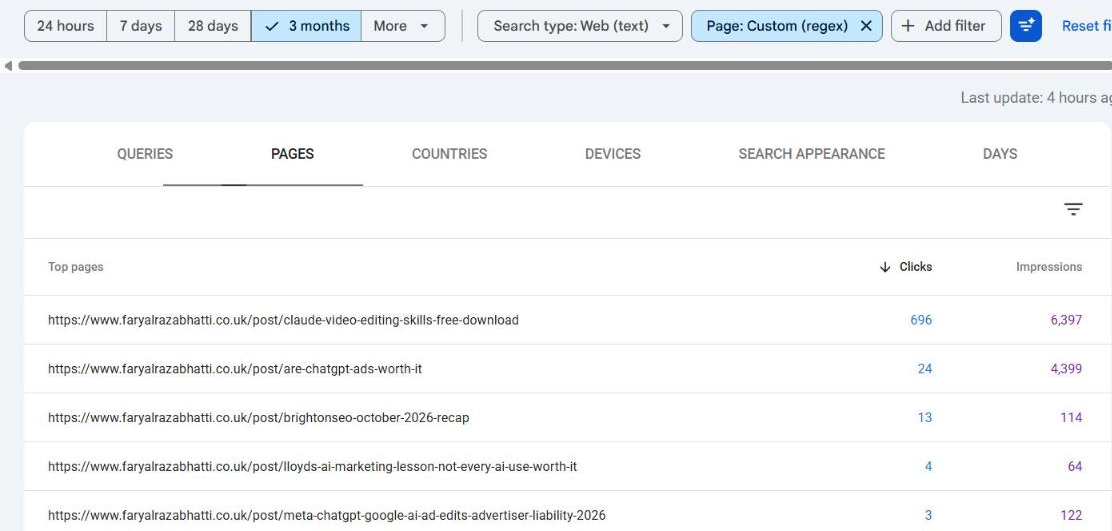 24 hours 7 days 28 days 3 months More Search type: Web (text) Page: Custom (regex) Add filter Reset fi
Last update: 4 hours ag
QUERIES PAGES COUNTRIES DEVICES SEARCH APPEARANCE DAYS
Top pages Clicks Impressions
https://www.faryalrazabhatti.co.uk/post/claude-video-editing-skills-free-download 696 6,397
https://www.faryalrazabhatti.co.uk/post/are-chatgpt-ads-worth-it 24 4,399
https://www.faryalrazabhatti.co.uk/post/brightonseo-october-2026-recap 13 114
https://www.faryalrazabhatti.co.uk/post/lloyds-ai-marketing-lesson-not-every-ai-use-worth-it 4 64
https://www.faryalrazabhatti.co.uk/post/meta-chatgpt-google-ai-ad-edits-advertiser-liability-2026 3 122